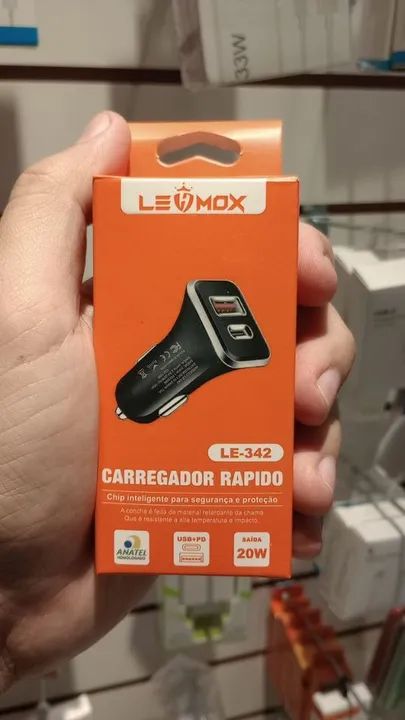 33W
LEHMOX
LE-342
CARREGADOR RAPIDO
Chip inteligente para segurança e proteção
A concha é feita de material retardante da chama
Que é resistente a alta temperatura e impacto.
ANATEL
HOMOLOGADO
USB+PD
SAÍDA
20W